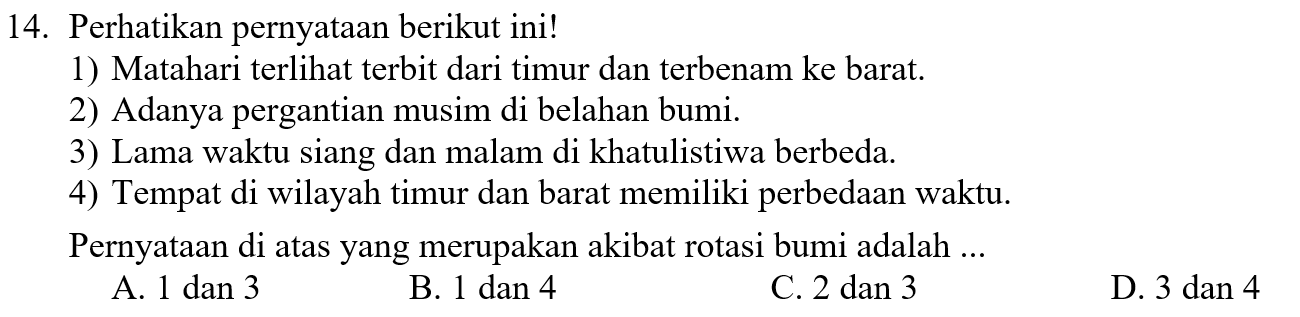 14. Perhatikan pernyataan berikut ini!
1) Matahari terlihat terbit dari timur dan terbenam ke barat.
2) Adanya pergantian musim di belahan bumi.
3) Lama waktu siang dan malam di khatulistiwa berbeda.
4) Tempat di wilayah timur dan barat memiliki perbedaan waktu.
Pernyataan di atas yang merupakan akibat rotasi bumi adalah ...
A. 1 dan 3 B. 1 dan 4 C. 2 dan 3 D. 3 dan 4